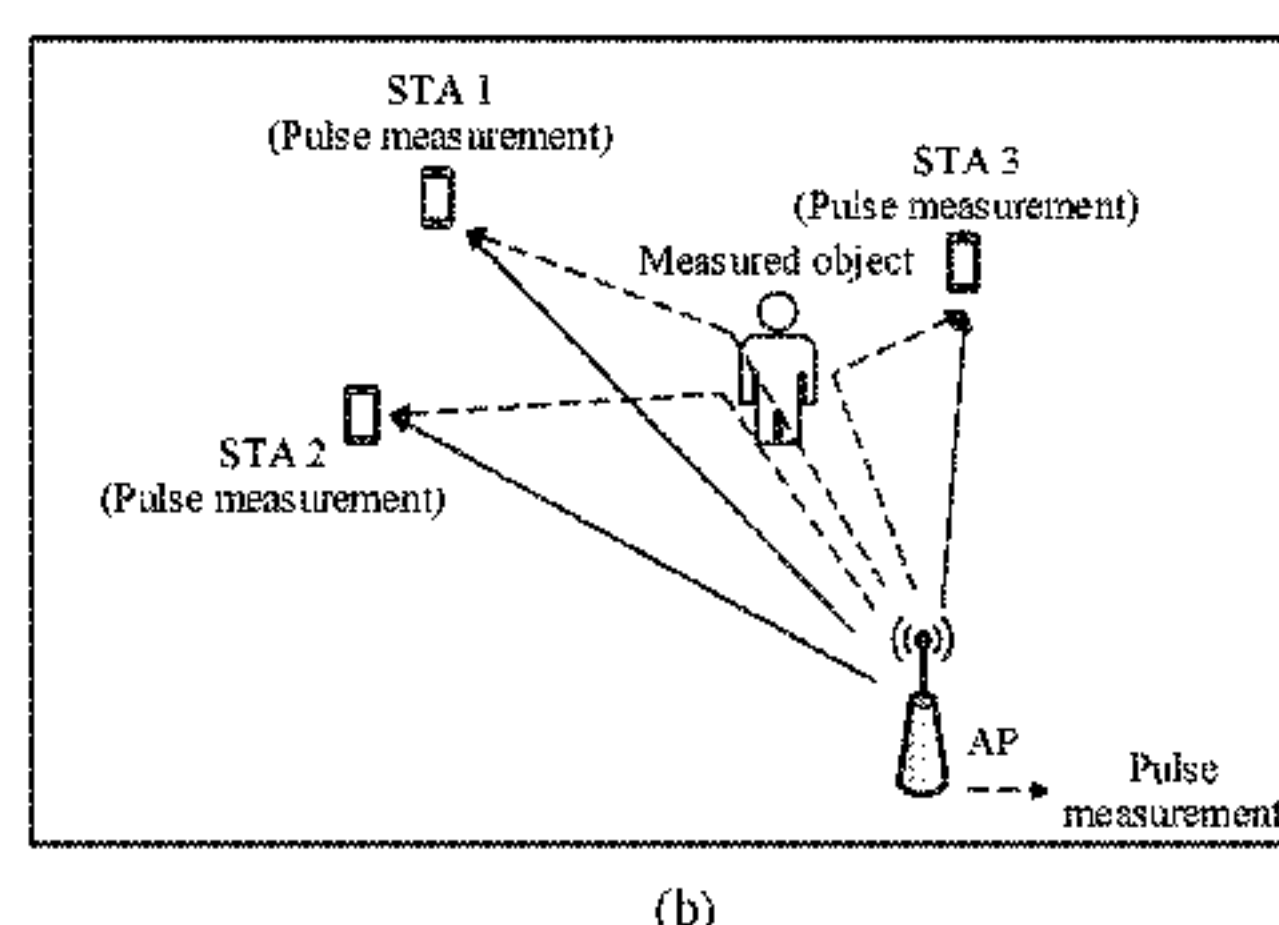 STA 1
(Pulse measurement)
STA 3
(Pulse measurement)
Measured object
STA 2
(Pulse measurement)
AP
Pulse
measurement
(b)